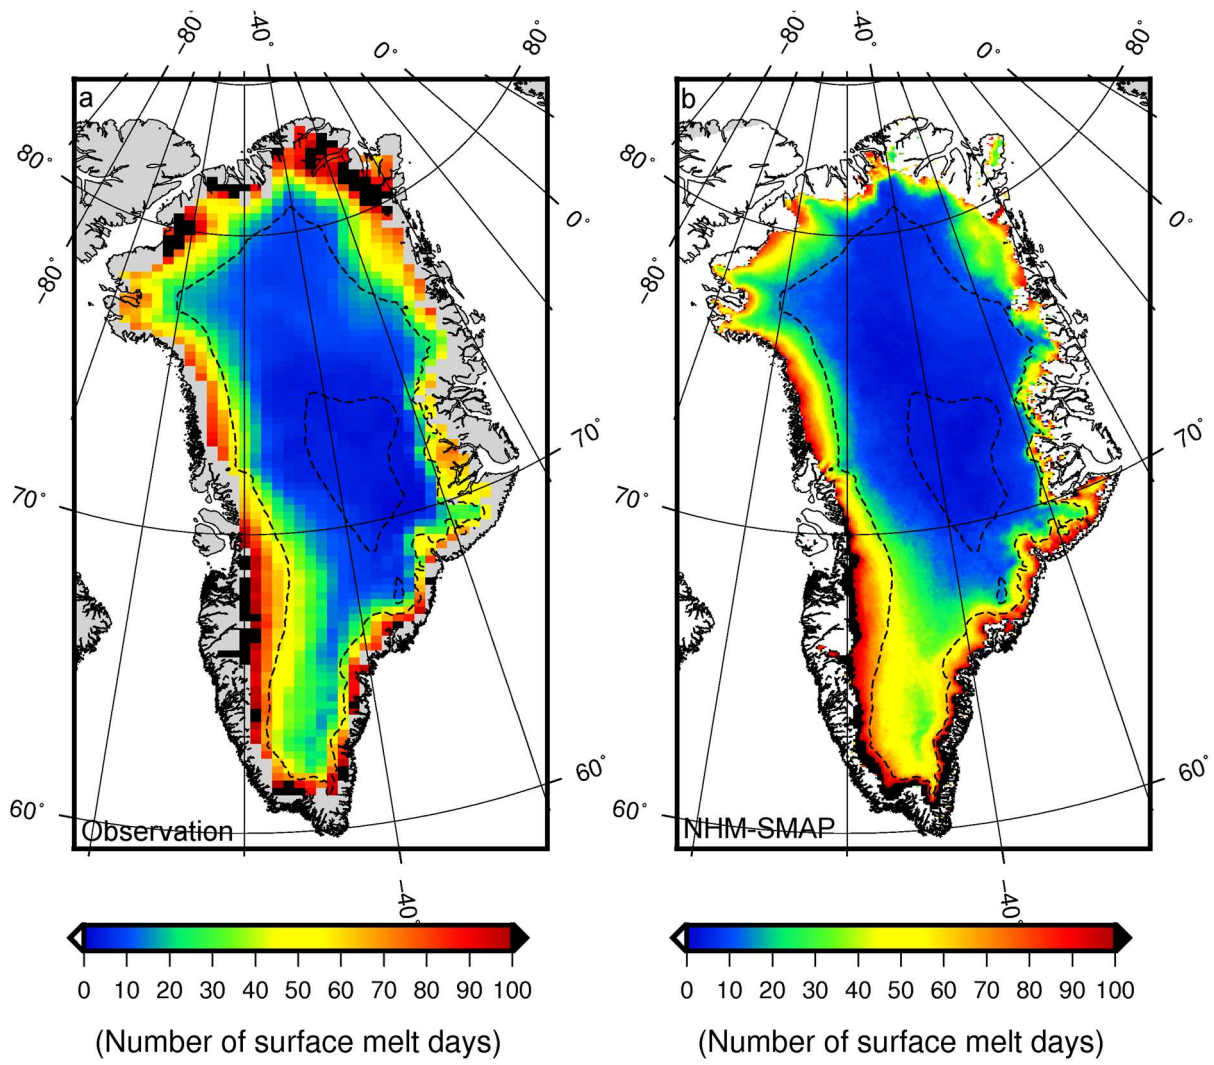 −80° −40° 0° 80° −80° −40° 0° 80°
a b
80° 80°
0° 0°
−80° −80°
70° 70°
70° 70°
60° 60°
60° 60°
Observation NHM-SMAP
−40° −40°
0 10 20 30 40 50 60 70 80 90 100 0 10 20 30 40 50 60 70 80 90 100
(Number of surface melt days) (Number of surface melt days)